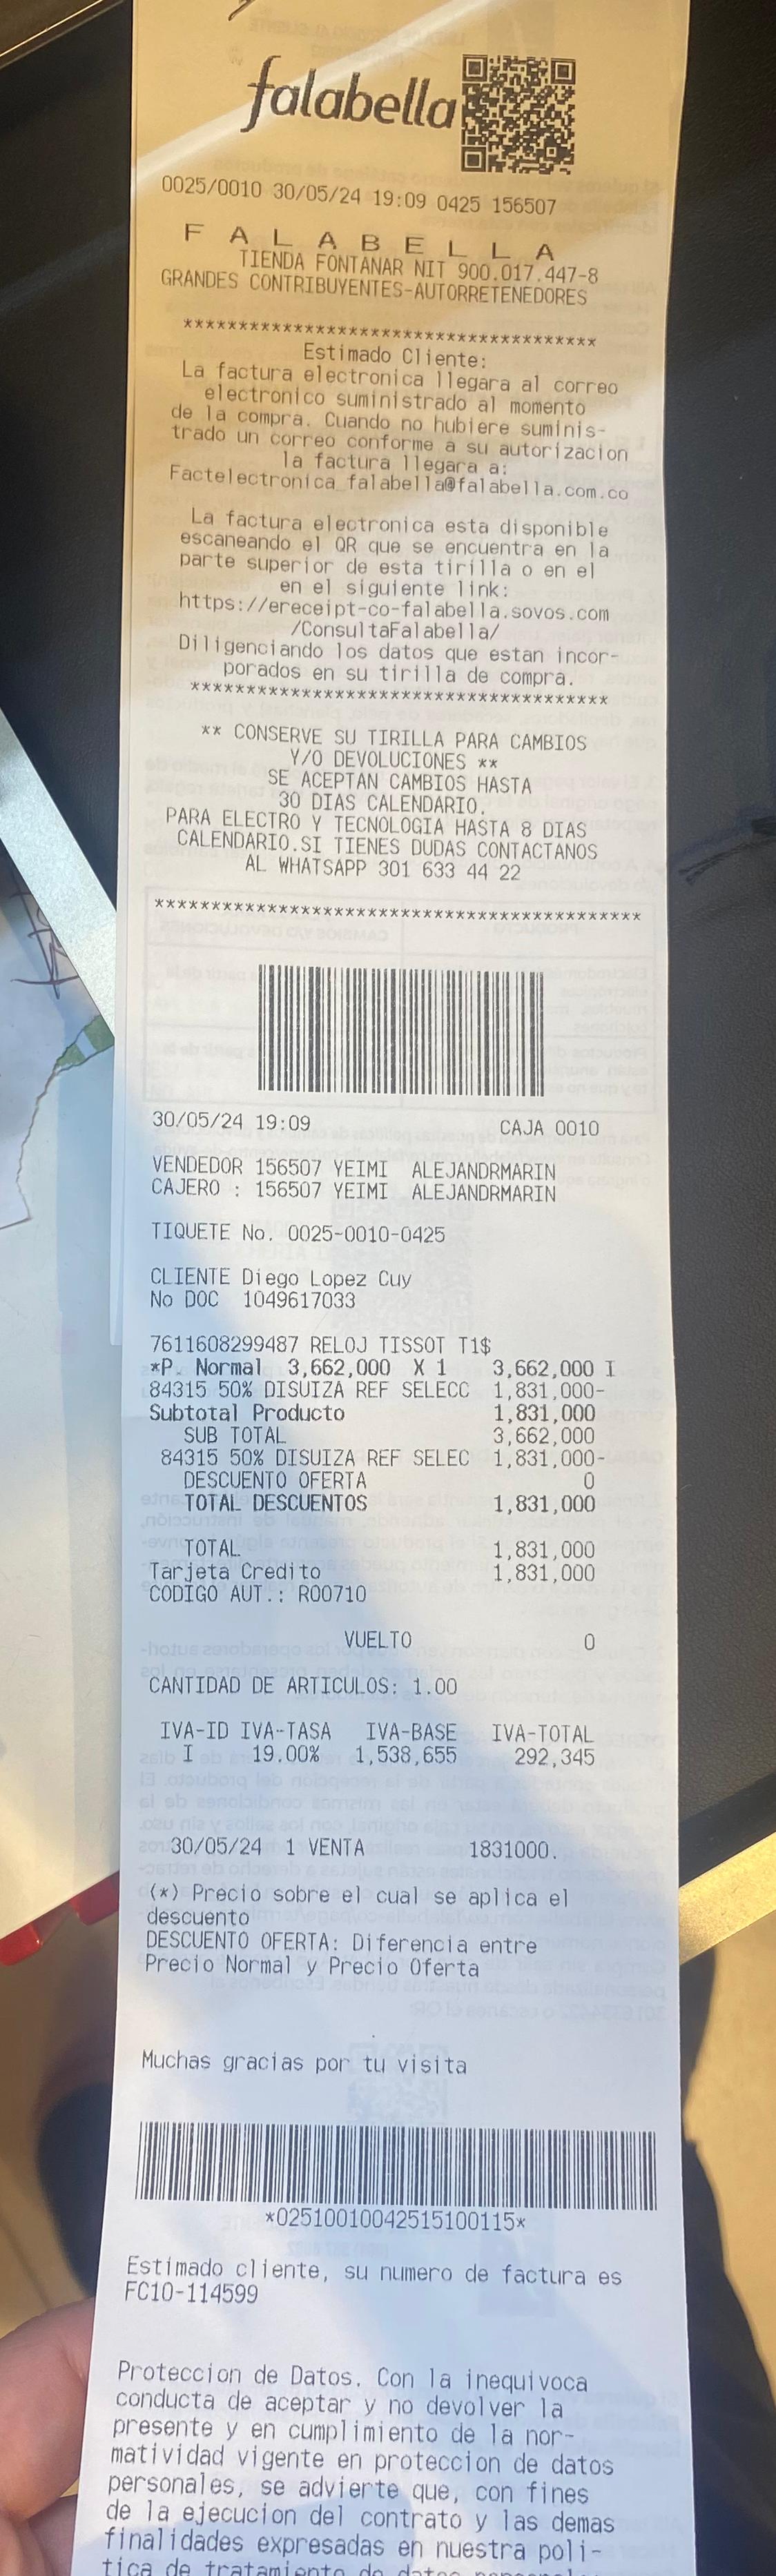 falabella
0025/0010 30/05/24 19:09 0425 156507
F A L A B E L L A
TIENDA FONTANAR NIT 900.017.447-8
GRANDES CONTRIBUYENTES-AUTORRETENEDORES
**************************************
Estimado Cliente:
La factura electronica llegara al correo
electronico suministrado al momento
de la compra. Cuando no hubiere suminis-
trado un correo conforme a su autorizacion
la factura llegara a:
Factelectronica_falabella@falabella.com.co
La factura electronica esta disponible
escaneando el QR que se encuentra en la
parte superior de esta tirilla o en el
en el siguiente link:
https://ereceipt-co-falabella.sovos.com
/ConsultaFalabella/
Diligenciando los datos que estan incor-
porados en su tirilla de compra.
**************************************
** CONSERVE SU TIRILLA PARA CAMBIOS
Y/O DEVOLUCIONES **
SE ACEPTAN CAMBIOS HASTA
30 DIAS CALENDARIO.
PARA ELECTRO Y TECNOLOGIA HASTA 8 DIAS
CALENDARIO.SI TIENES DUDAS CONTACTANOS
AL WHATSAPP 301 633 44 22
********************************************
30/05/24 19:09 CAJA 0010
VENDEDOR 156507 YEIMI ALEJANDRMARIN
CAJERO : 156507 YEIMI ALEJANDRMARIN
TIQUETE No. 0025-0010-0425
CLIENTE Diego Lopez Cuy
No DOC 1049617033
7611608299487 RELOJ TISSOT T1$
*P. Normal 3,662,000 X 1 3,662,000 I
84315 50% DISUIZA REF SELECC 1,831,000-
Subtotal Producto 1,831,000
SUB TOTAL 3,662,000
84315 50% DISUIZA REF SELEC 1,831,000-
DESCUENTO OFERTA 0
TOTAL DESCUENTOS 1,831,000
TOTAL 1,831,000
Tarjeta Credito 1,831,000
CODIGO AUT.: R00710
VUELTO 0
CANTIDAD DE ARTICULOS: 1.00
IVA-ID IVA-TASA IVA-BASE IVA-TOTAL
I 19.00% 1,538,655 292,345
30/05/24 1 VENTA 1831000.
(*) Precio sobre el cual se aplica el
descuento
DESCUENTO OFERTA: Diferencia entre
Precio Normal y Precio Oferta
Muchas gracias por tu visita
*02510010042515100115*
Estimado cliente, su numero de factura es
FC10-114599
Proteccion de Datos. Con la inequivoca
conducta de aceptar y no devolver la
presente y en cumplimiento de la nor-
matividad vigente en proteccion de datos
personales, se advierte que, con fines
de la ejecucion del contrato y las demas
finalidades expresadas en nuestra poli-
tica de tratamiento de datos